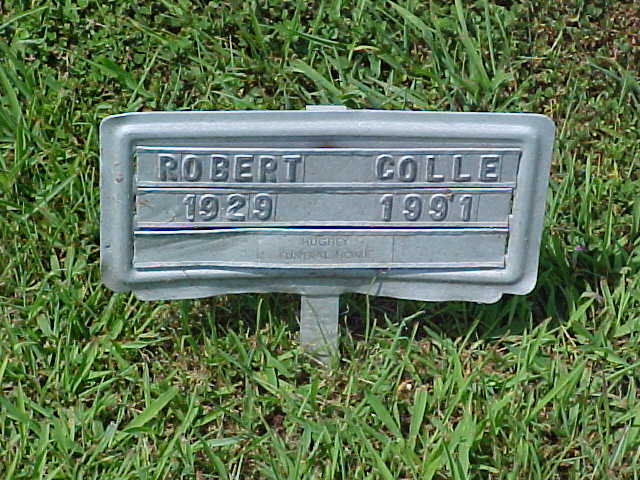 ROBERT COLLE
1929 1991
HUGHEY
FUNERAL HOME